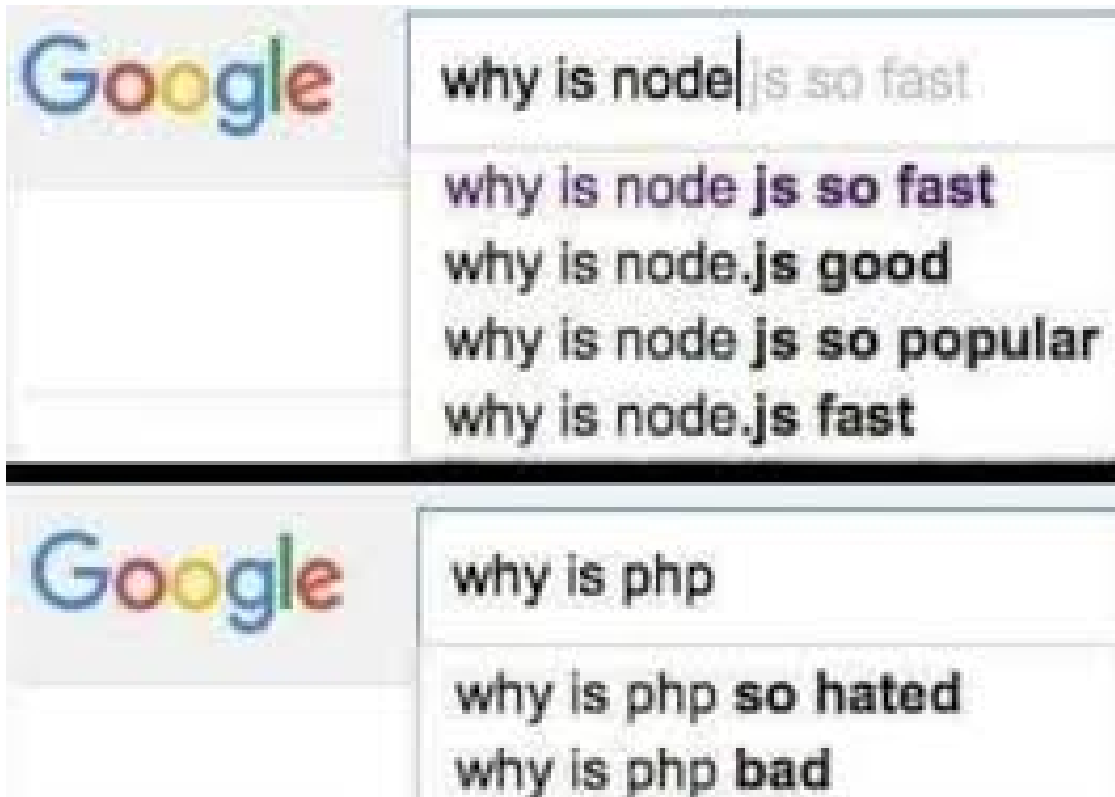 Google
why is node js so fast
why is node js so fast
why is node.js good
why is node js so popular
why is node.js fast
Google
why is php
why is php so hated
why is php bad